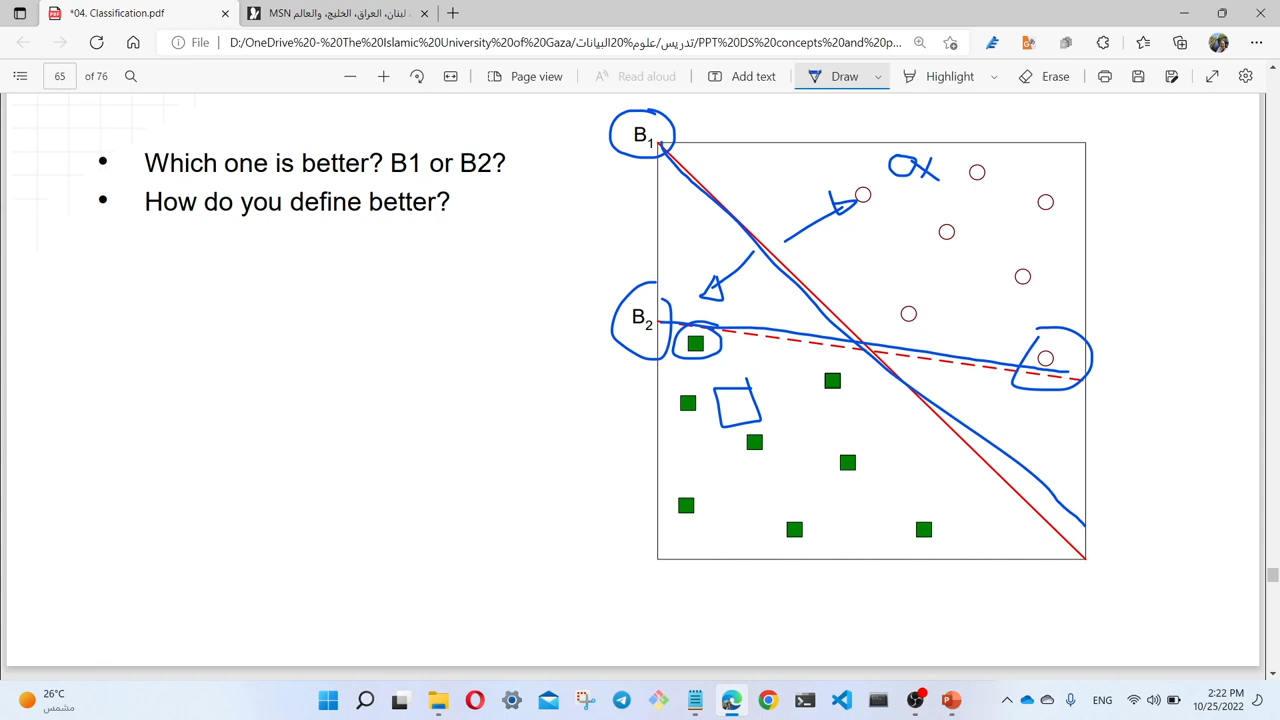 *04. Classification.pdf
MSN لبنان، العراق، الخليج، والعالم
File
D:/OneDrive%20-%20The%20Islamic%20University%20of%20Gaza/تدريس/علوم%20البيانات/PPT%20DS%20concepts%20and%20p...
65 of 76
Page view
Read aloud
Add text
Draw
Highlight
Erase
B1
• Which one is better? B1 or B2?
OX
• How do you define better?
B2
26°C
مشمس
ENG
2:22 PM
10/25/2022